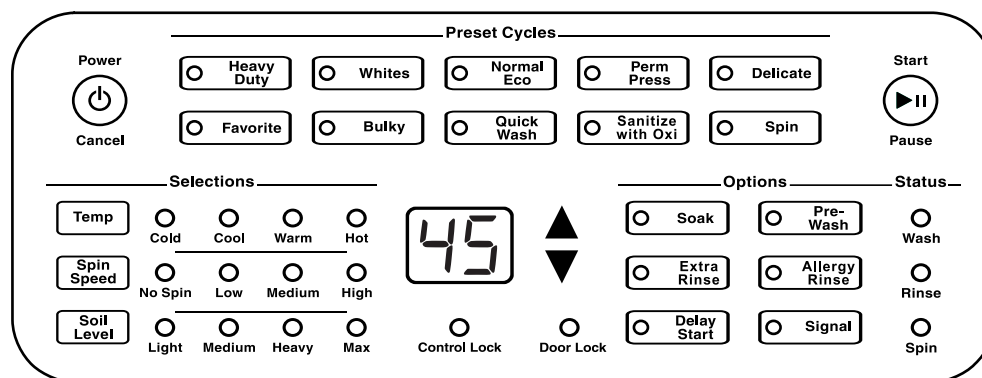 Preset Cycles
Power
Cancel
Heavy
Duty
Whites
Normal
Eco
Perm
Press
Delicate
Start
Pause
Favorite
Bulky
Quick
Wash
Sanitize
with Oxi
Spin
Selections
Temp
Cold
Cool
Warm
Hot
Spin
Speed
No Spin
Low
Medium
High
Soil
Level
Light
Medium
Heavy
Max
45
Control Lock
Door Lock
Options
Soak
Pre-
Wash
Extra
Rinse
Allergy
Rinse
Delay
Start
Signal
Status
Wash
Rinse
Spin